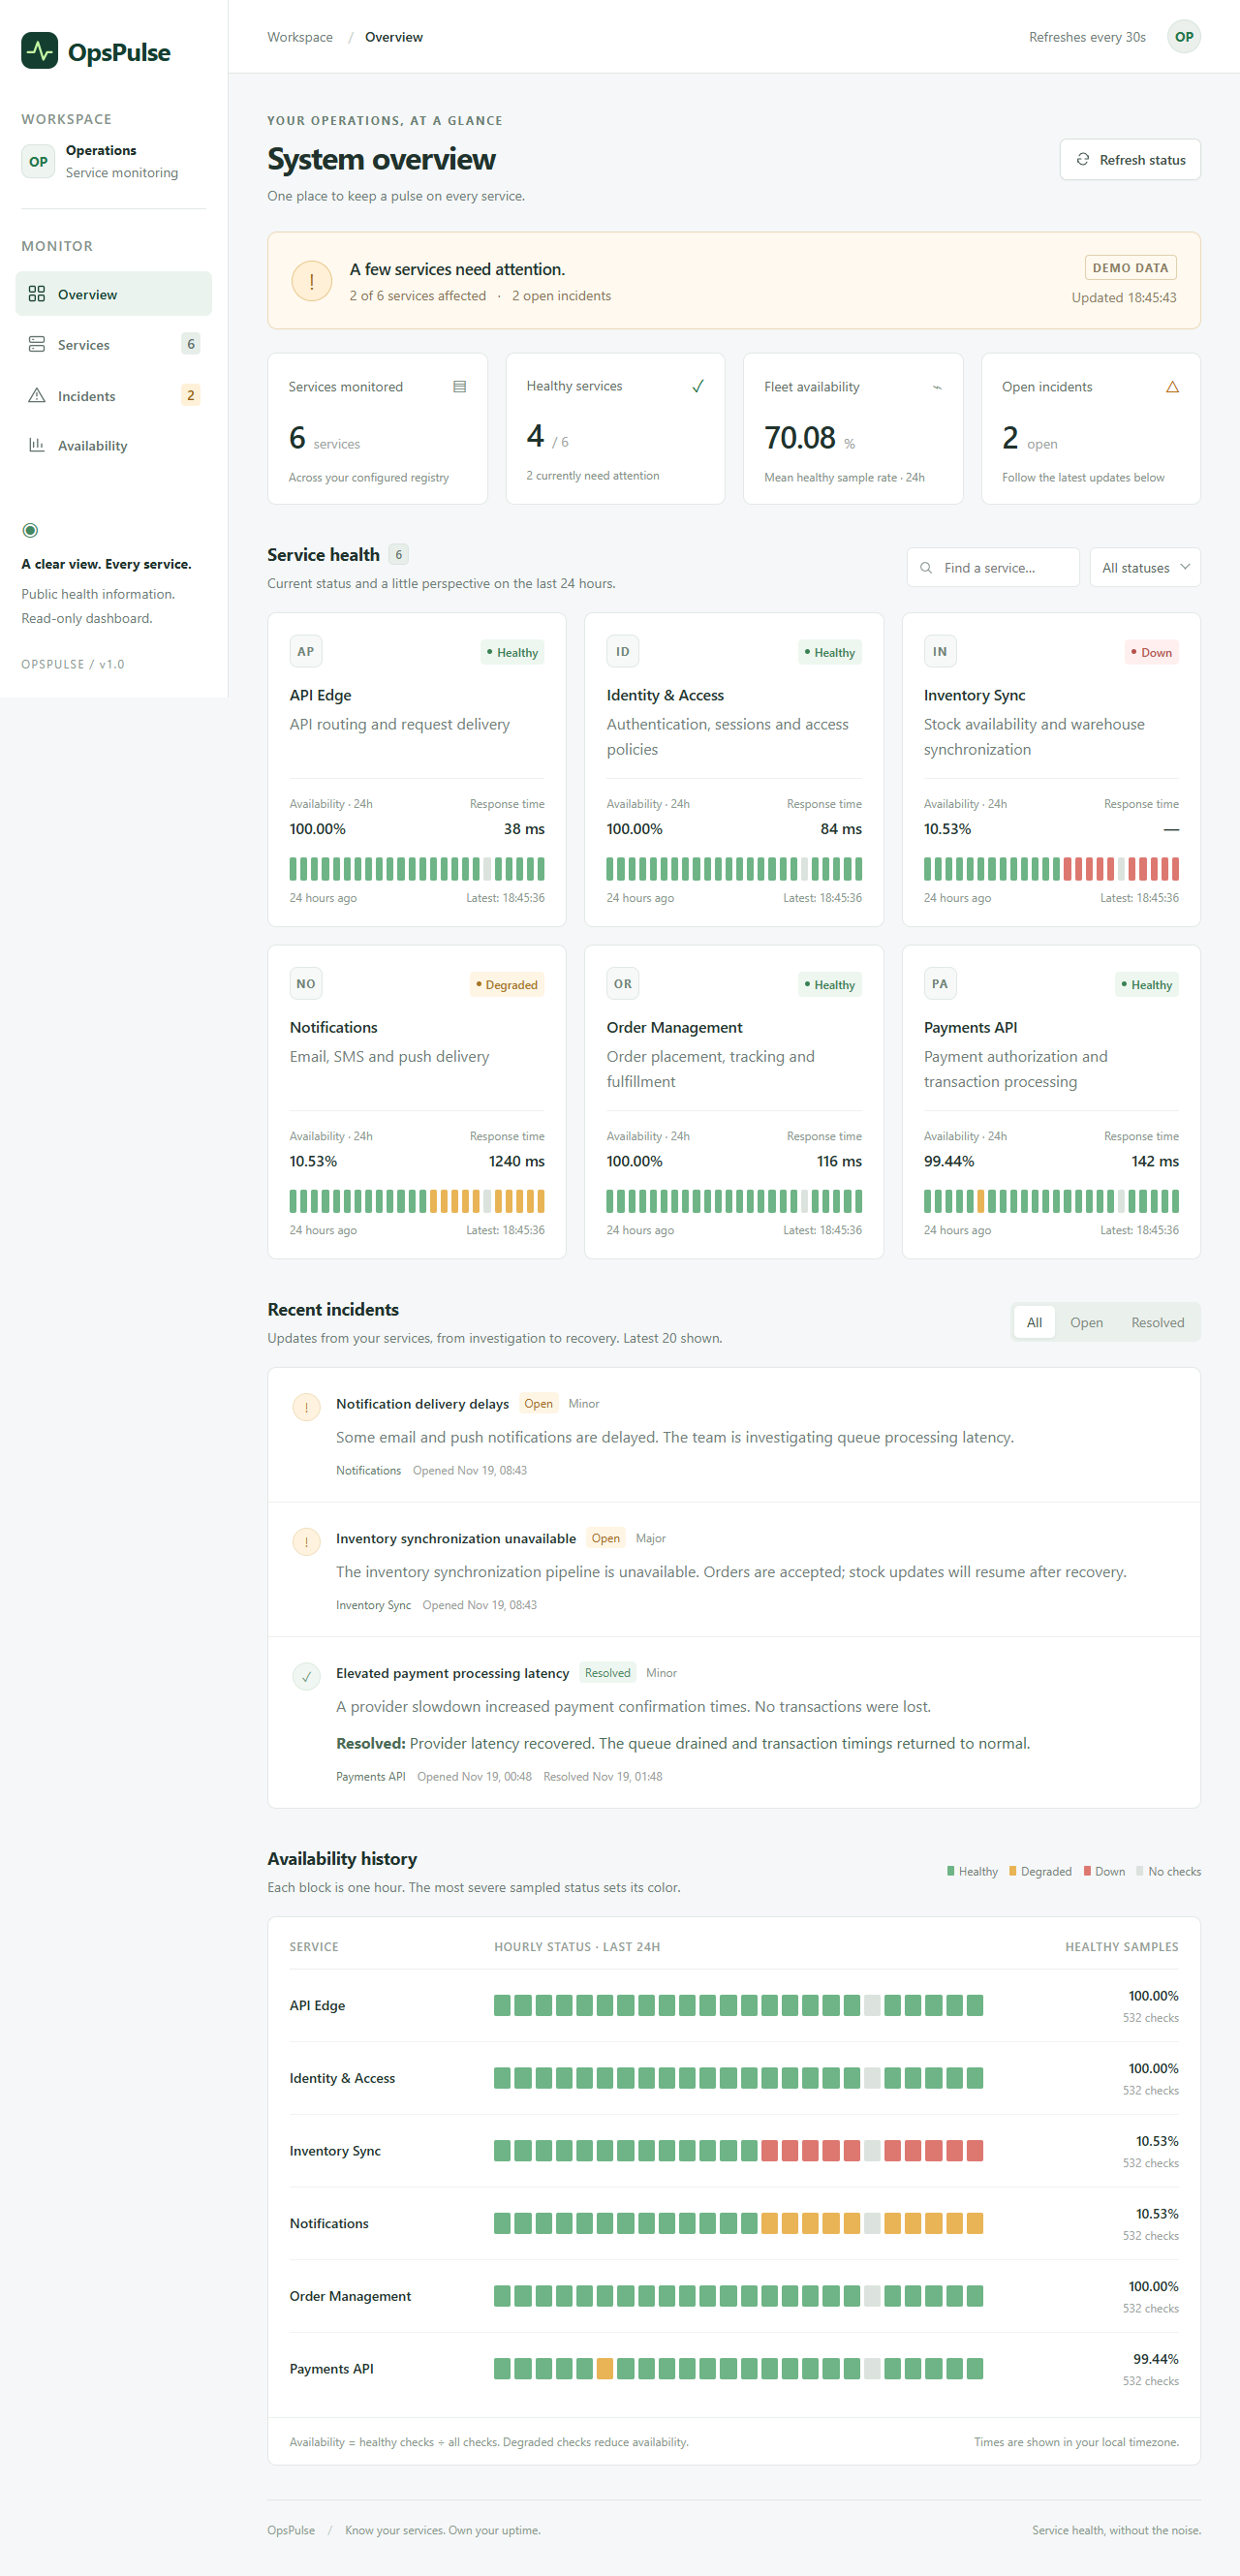 OpsPulse
WORKSPACE
OP
Operations
Service monitoring
MONITOR
Overview
Services 6
Incidents 2
Availability
A clear view. Every service.
Public health information.
Read-only dashboard.
OPSPULSE / v1.0
Workspace / Overview
Refreshes every 30s OP
YOUR OPERATIONS, AT A GLANCE
System overview
One place to keep a pulse on every service.
Refresh status
A few services need attention.
2 of 6 services affected · 2 open incidents
DEMO DATA
Updated 18:45:43
Services monitored
6 services
Across your configured registry
Healthy services
4 / 6
2 currently need attention
Fleet availability
70.08 %
Mean healthy sample rate · 24h
Open incidents
2 open
Follow the latest updates below
Service health 6
Current status and a little perspective on the last 24 hours.
Find a service...
All statuses
AP Healthy
API Edge
API routing and request delivery
Availability · 24h Response time
100.00% 38 ms
24 hours ago Latest: 18:45:36
ID Healthy
Identity & Access
Authentication, sessions and access
policies
Availability · 24h Response time
100.00% 84 ms
24 hours ago Latest: 18:45:36
IN Down
Inventory Sync
Stock availability and warehouse
synchronization
Availability · 24h Response time
10.53% —
24 hours ago Latest: 18:45:36
NO Degraded
Notifications
Email, SMS and push delivery
Availability · 24h Response time
10.53% 1240 ms
24 hours ago Latest: 18:45:36
OR Healthy
Order Management
Order placement, tracking and
fulfillment
Availability · 24h Response time
100.00% 116 ms
24 hours ago Latest: 18:45:36
PA Healthy
Payments API
Payment authorization and
transaction processing
Availability · 24h Response time
99.44% 142 ms
24 hours ago Latest: 18:45:36
Recent incidents
Updates from your services, from investigation to recovery. Latest 20 shown.
All Open Resolved
! Notification delivery delays Open Minor
Some email and push notifications are delayed. The team is investigating queue processing latency.
Notifications Opened Nov 19, 08:43
! Inventory synchronization unavailable Open Major
The inventory synchronization pipeline is unavailable. Orders are accepted; stock updates will resume after recovery.
Inventory Sync Opened Nov 19, 08:43
✓ Elevated payment processing latency Resolved Minor
A provider slowdown increased payment confirmation times. No transactions were lost.
Resolved: Provider latency recovered. The queue drained and transaction timings returned to normal.
Payments API Opened Nov 19, 00:48 Resolved Nov 19, 01:48
Availability history
Each block is one hour. The most severe sampled status sets its color.
Healthy Degraded Down No checks
SERVICE HOURLY STATUS · LAST 24H HEALTHY SAMPLES
API Edge 100.00%
532 checks
Identity & Access 100.00%
532 checks
Inventory Sync 10.53%
532 checks
Notifications 10.53%
532 checks
Order Management 100.00%
532 checks
Payments API 99.44%
532 checks
Availability = healthy checks ÷ all checks. Degraded checks reduce availability.
Times are shown in your local timezone.
OpsPulse / Know your services. Own your uptime.
Service health, without the noise.